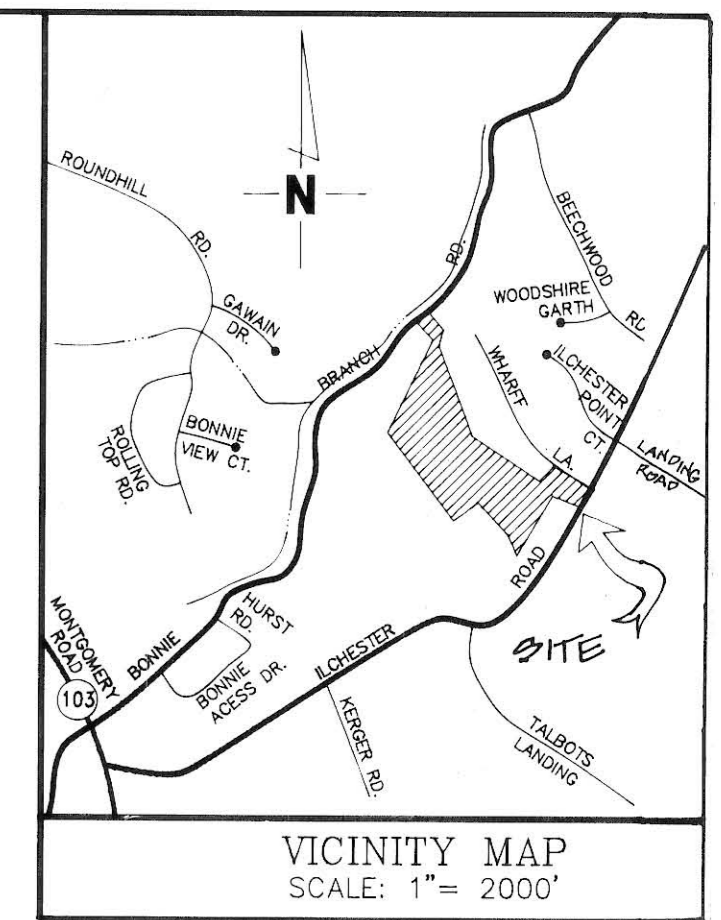 ROUNDHILL
RD.
N
GAWAIN
DR.
BRANCH
RD.
BEECHWOOD
RD
WOODSHIRE
GARTH
WHARFF
LA.
ILCHESTER
POINT
CT.
LANDING
ROAD
ROLLING
TOP RD.
BONNIE
VIEW CT.
MONTGOMERY
ROAD
103
BONNIE
HURST
RD.
BONNIE
ACESS DR.
ILCHESTER
ROAD
KERGER RD.
SITE
TALBOTS
LANDING
VICINITY MAP
SCALE: 1"= 2000'